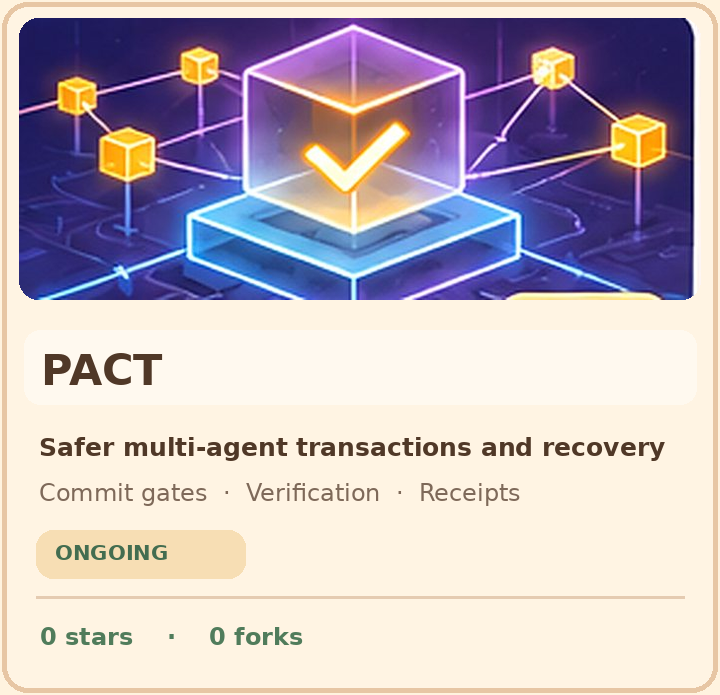 PACT
Safer multi-agent transactions and recovery
Commit gates · Verification · Receipts
ONGOING
0 stars · 0 forks